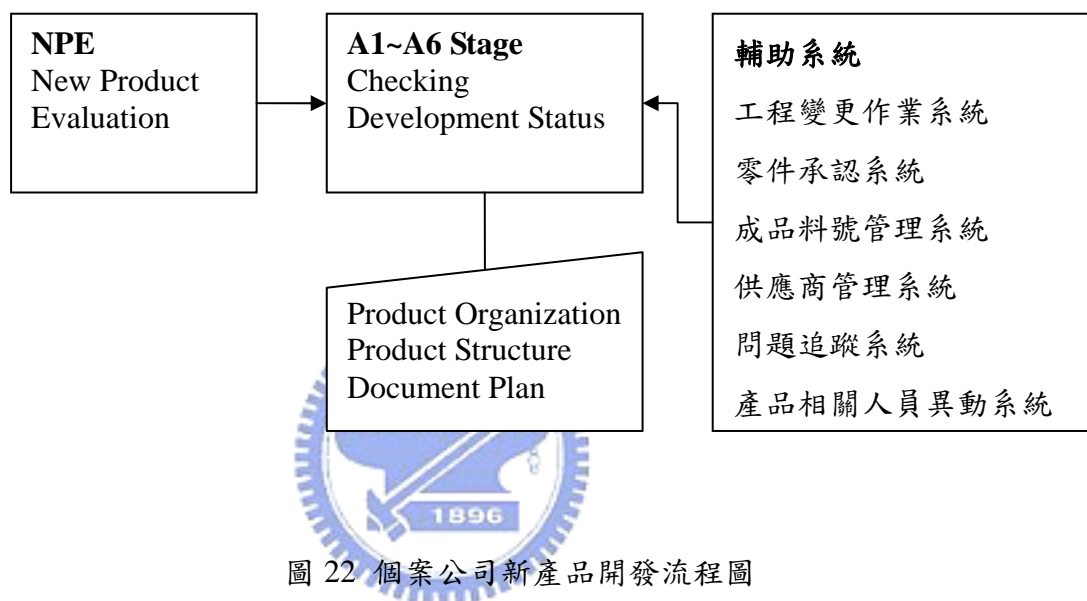 NPE
New Product
Evaluation
A1~A6 Stage
Checking
Development Status
Product Organization
Product Structure
Document Plan
輔助系統
工程變更作業系統
零件承認系統
成品料號管理系統
供應商管理系統
問題追蹤系統
產品相關人員異動系統
1896
圖 22 個案公司新產品開發流程圖